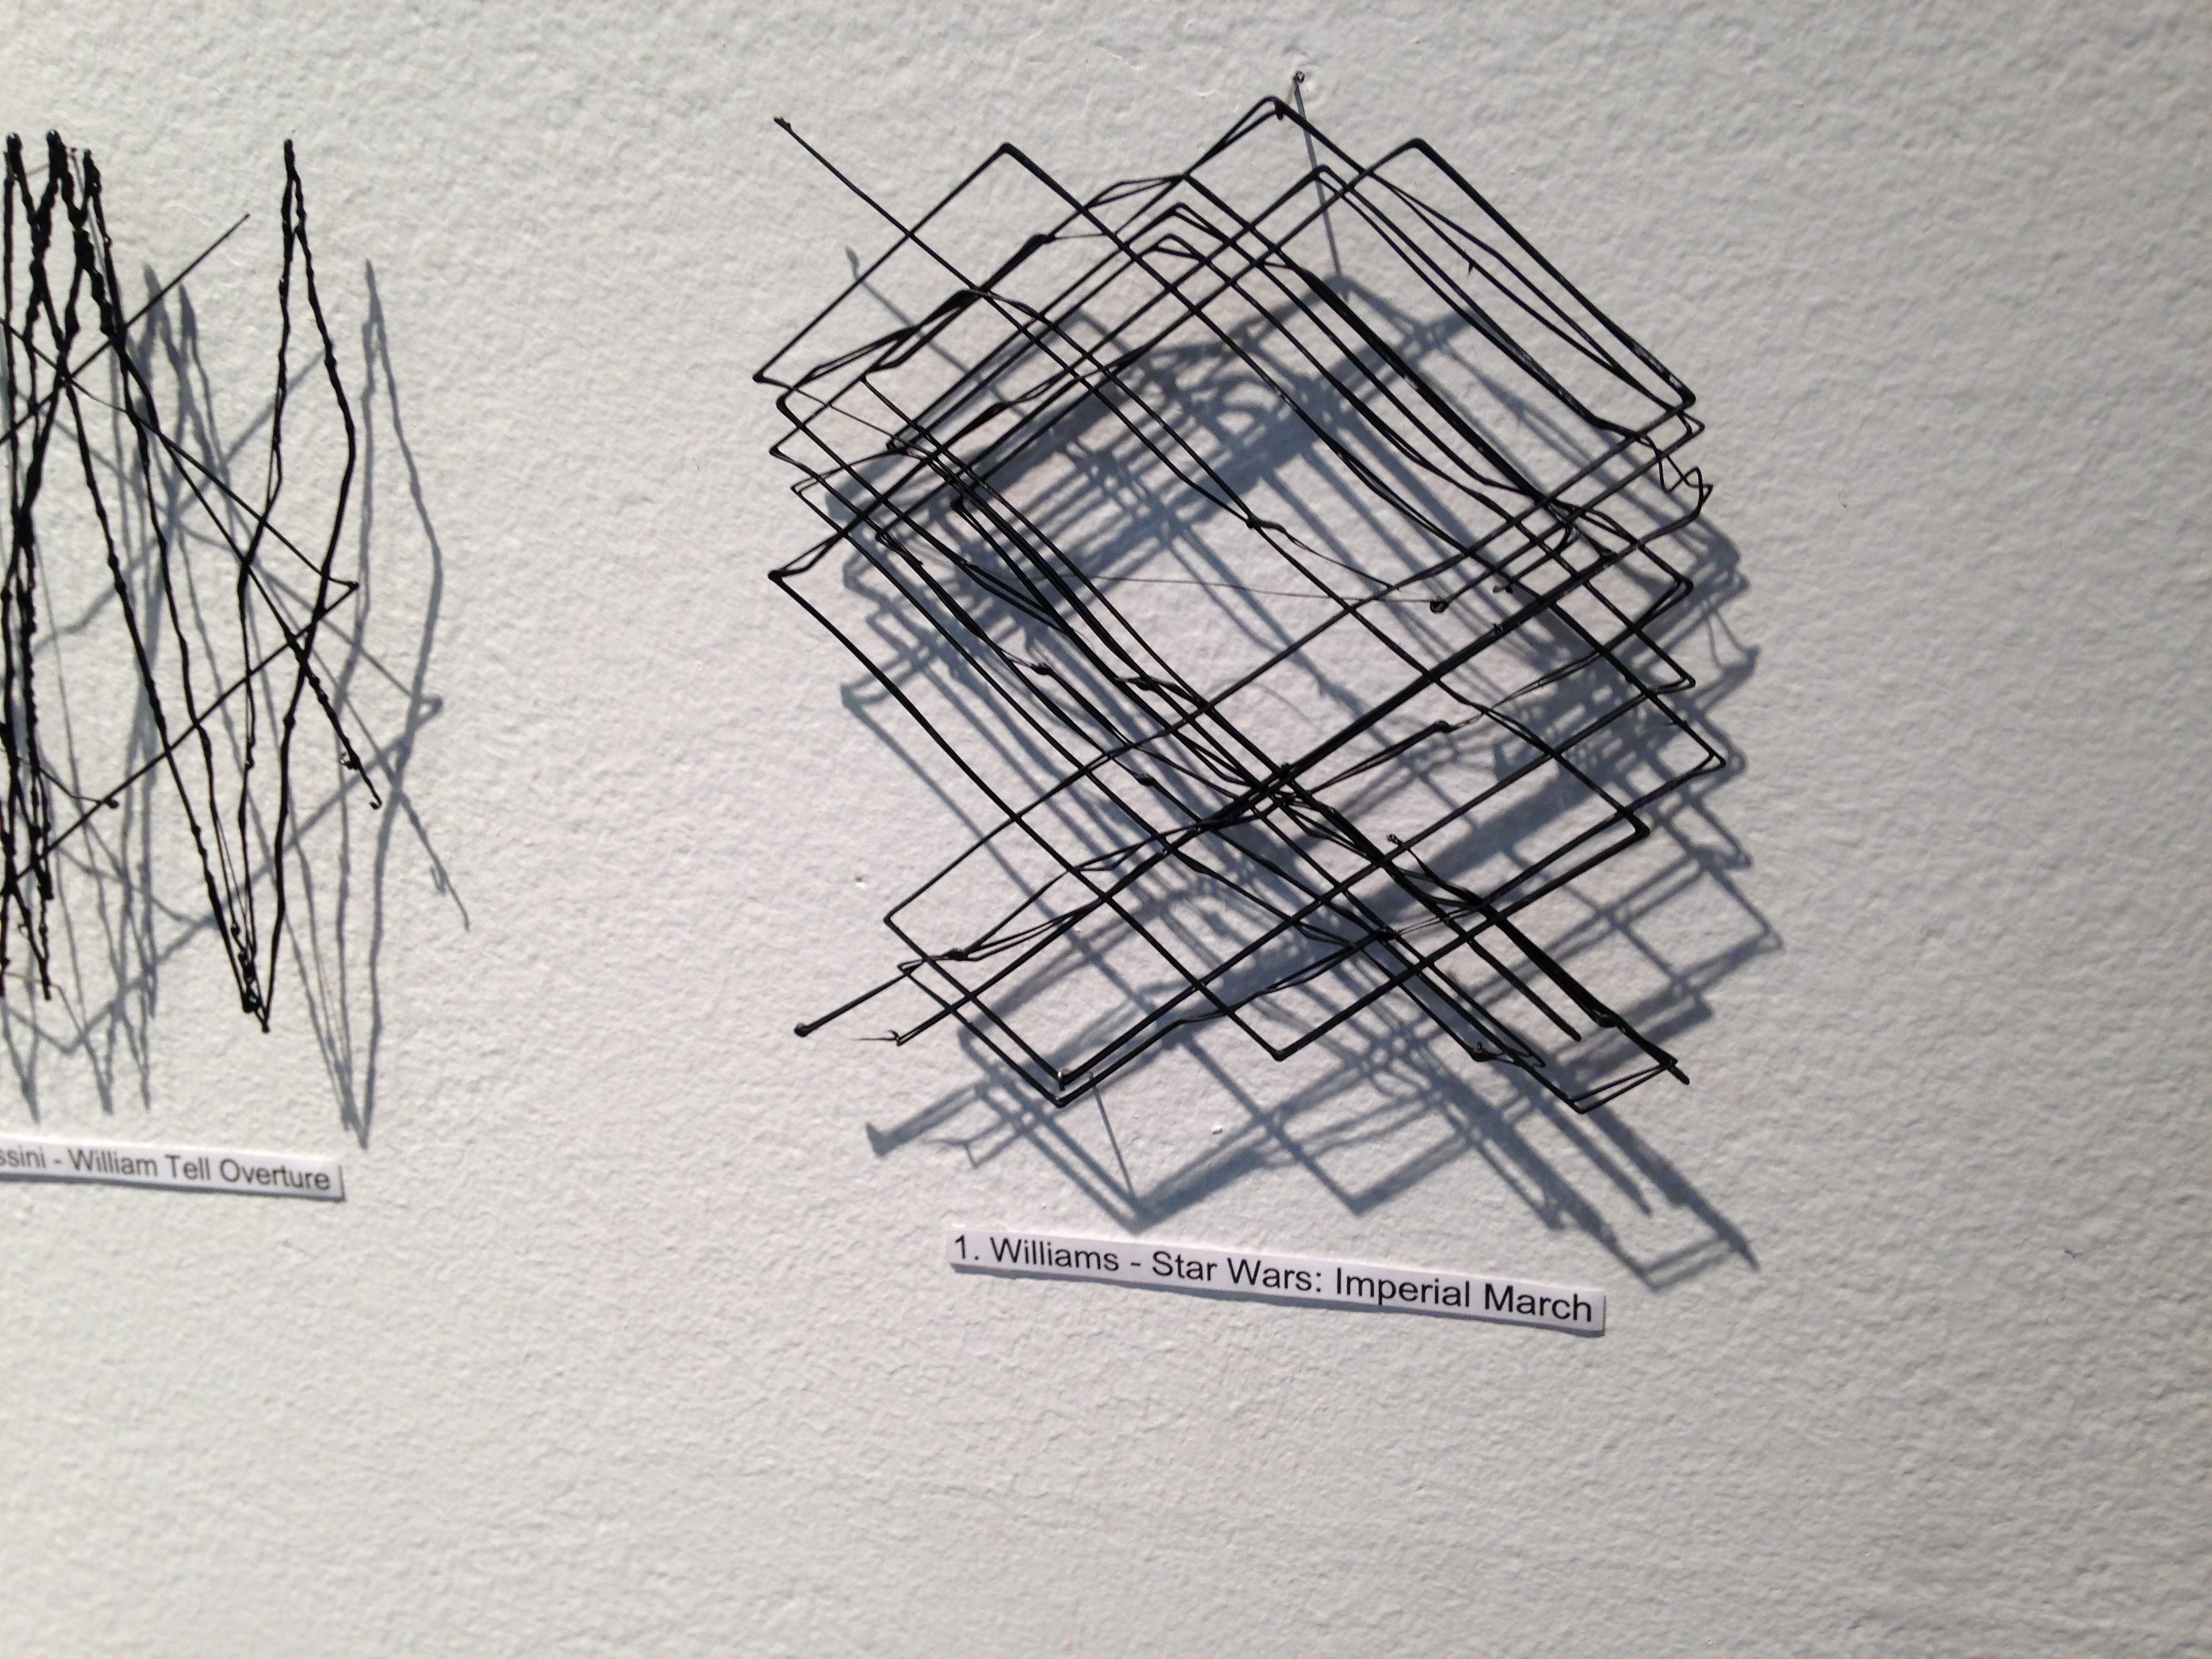 ssini - William Tell Overture
1. Williams - Star Wars: Imperial March